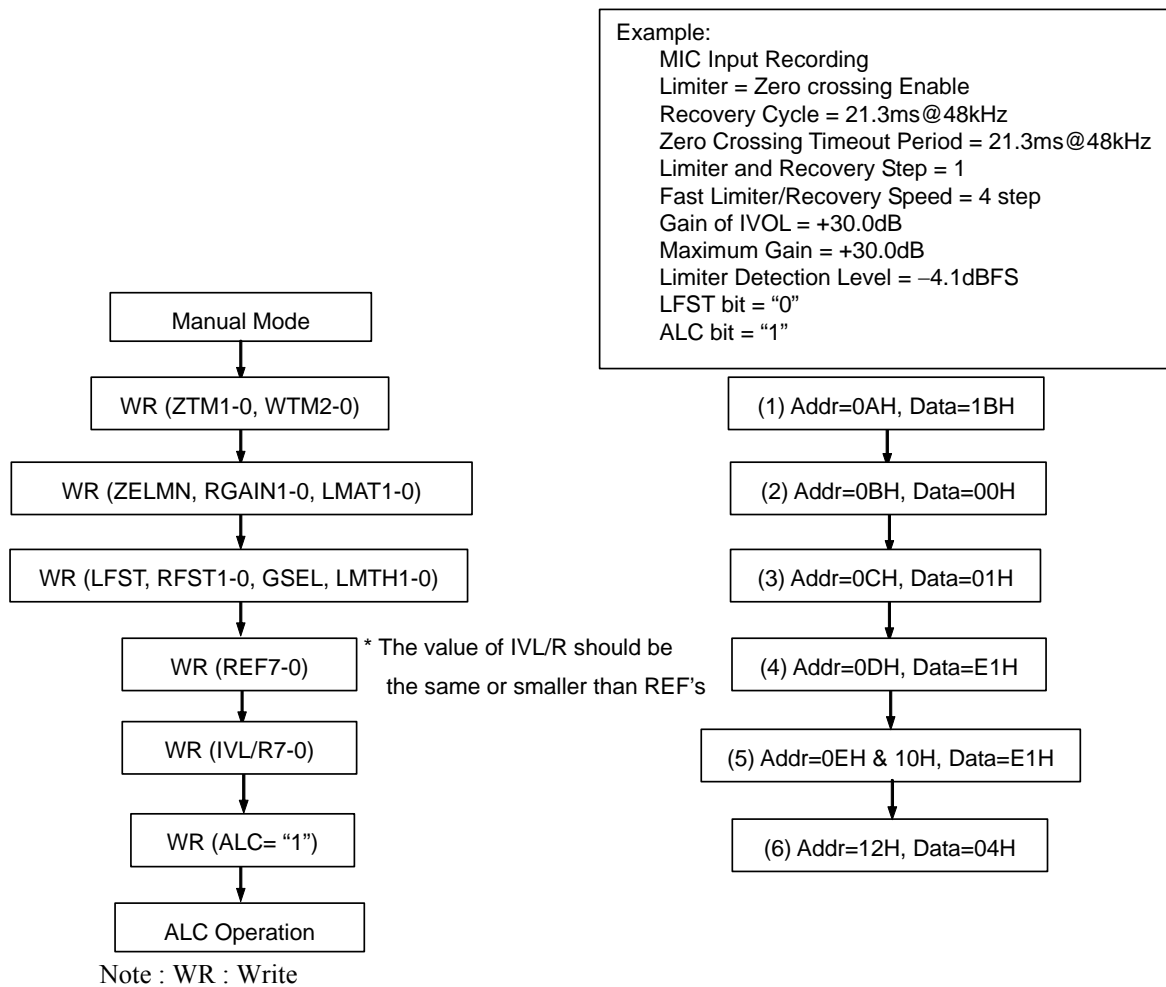 Example:
MIC Input Recording
Limiter = Zero crossing Enable
Recovery Cycle = 21.3ms@48kHz
Zero Crossing Timeout Period = 21.3ms@48kHz
Limiter and Recovery Step = 1
Fast Limiter/Recovery Speed = 4 step
Gain of IVOL = +30.0dB
Maximum Gain = +30.0dB
Limiter Detection Level = −4.1dBFS
LFST bit = “0”
ALC bit = “1”
Manual Mode
WR (ZTM1-0, WTM2-0)
WR (ZELMN, RGAIN1-0, LMAT1-0)
WR (LFST, RFST1-0, GSEL, LMTH1-0)
WR (REF7-0)
* The value of IVL/R should be
the same or smaller than REF’s
WR (IVL/R7-0)
WR (ALC= “1”)
ALC Operation
Note : WR : Write
(1) Addr=0AH, Data=1BH
(2) Addr=0BH, Data=00H
(3) Addr=0CH, Data=01H
(4) Addr=0DH, Data=E1H
(5) Addr=0EH & 10H, Data=E1H
(6) Addr=12H, Data=04H